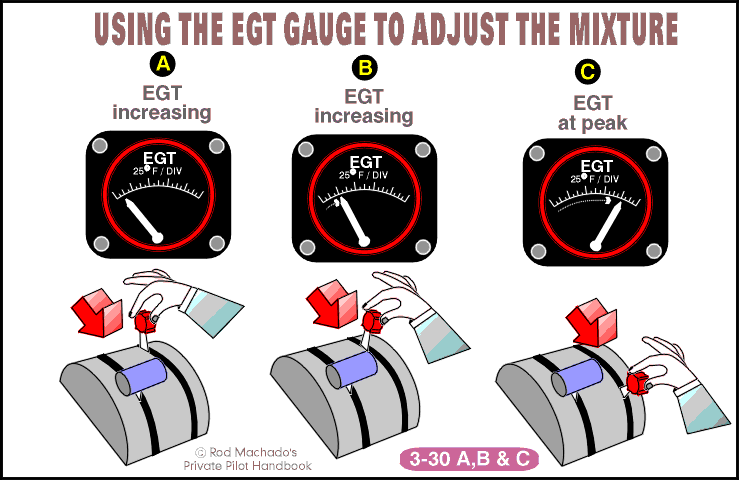 USING THE EGT GAUGE TO ADJUST THE MIXTURE
A
EGT
increasing
EGT
25° F / DIV
B
EGT
increasing
EGT
25° F / DIV
C
EGT
at peak
EGT
25° F / DIV
© Rod Machado's
Private Pilot Handbook
3-30 A,B & C